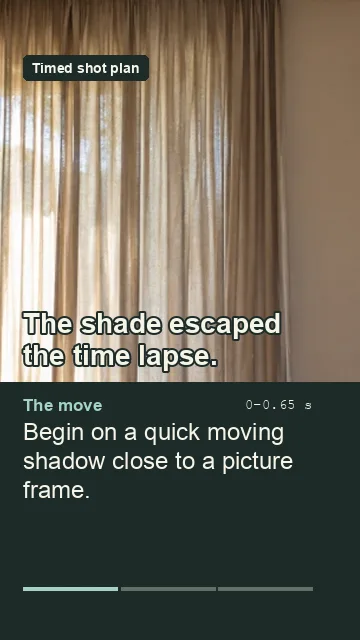 Timed shot plan
The shade escaped
the time lapse.
The move
0–0.65 s
Begin on a quick moving
shadow close to a picture
frame.